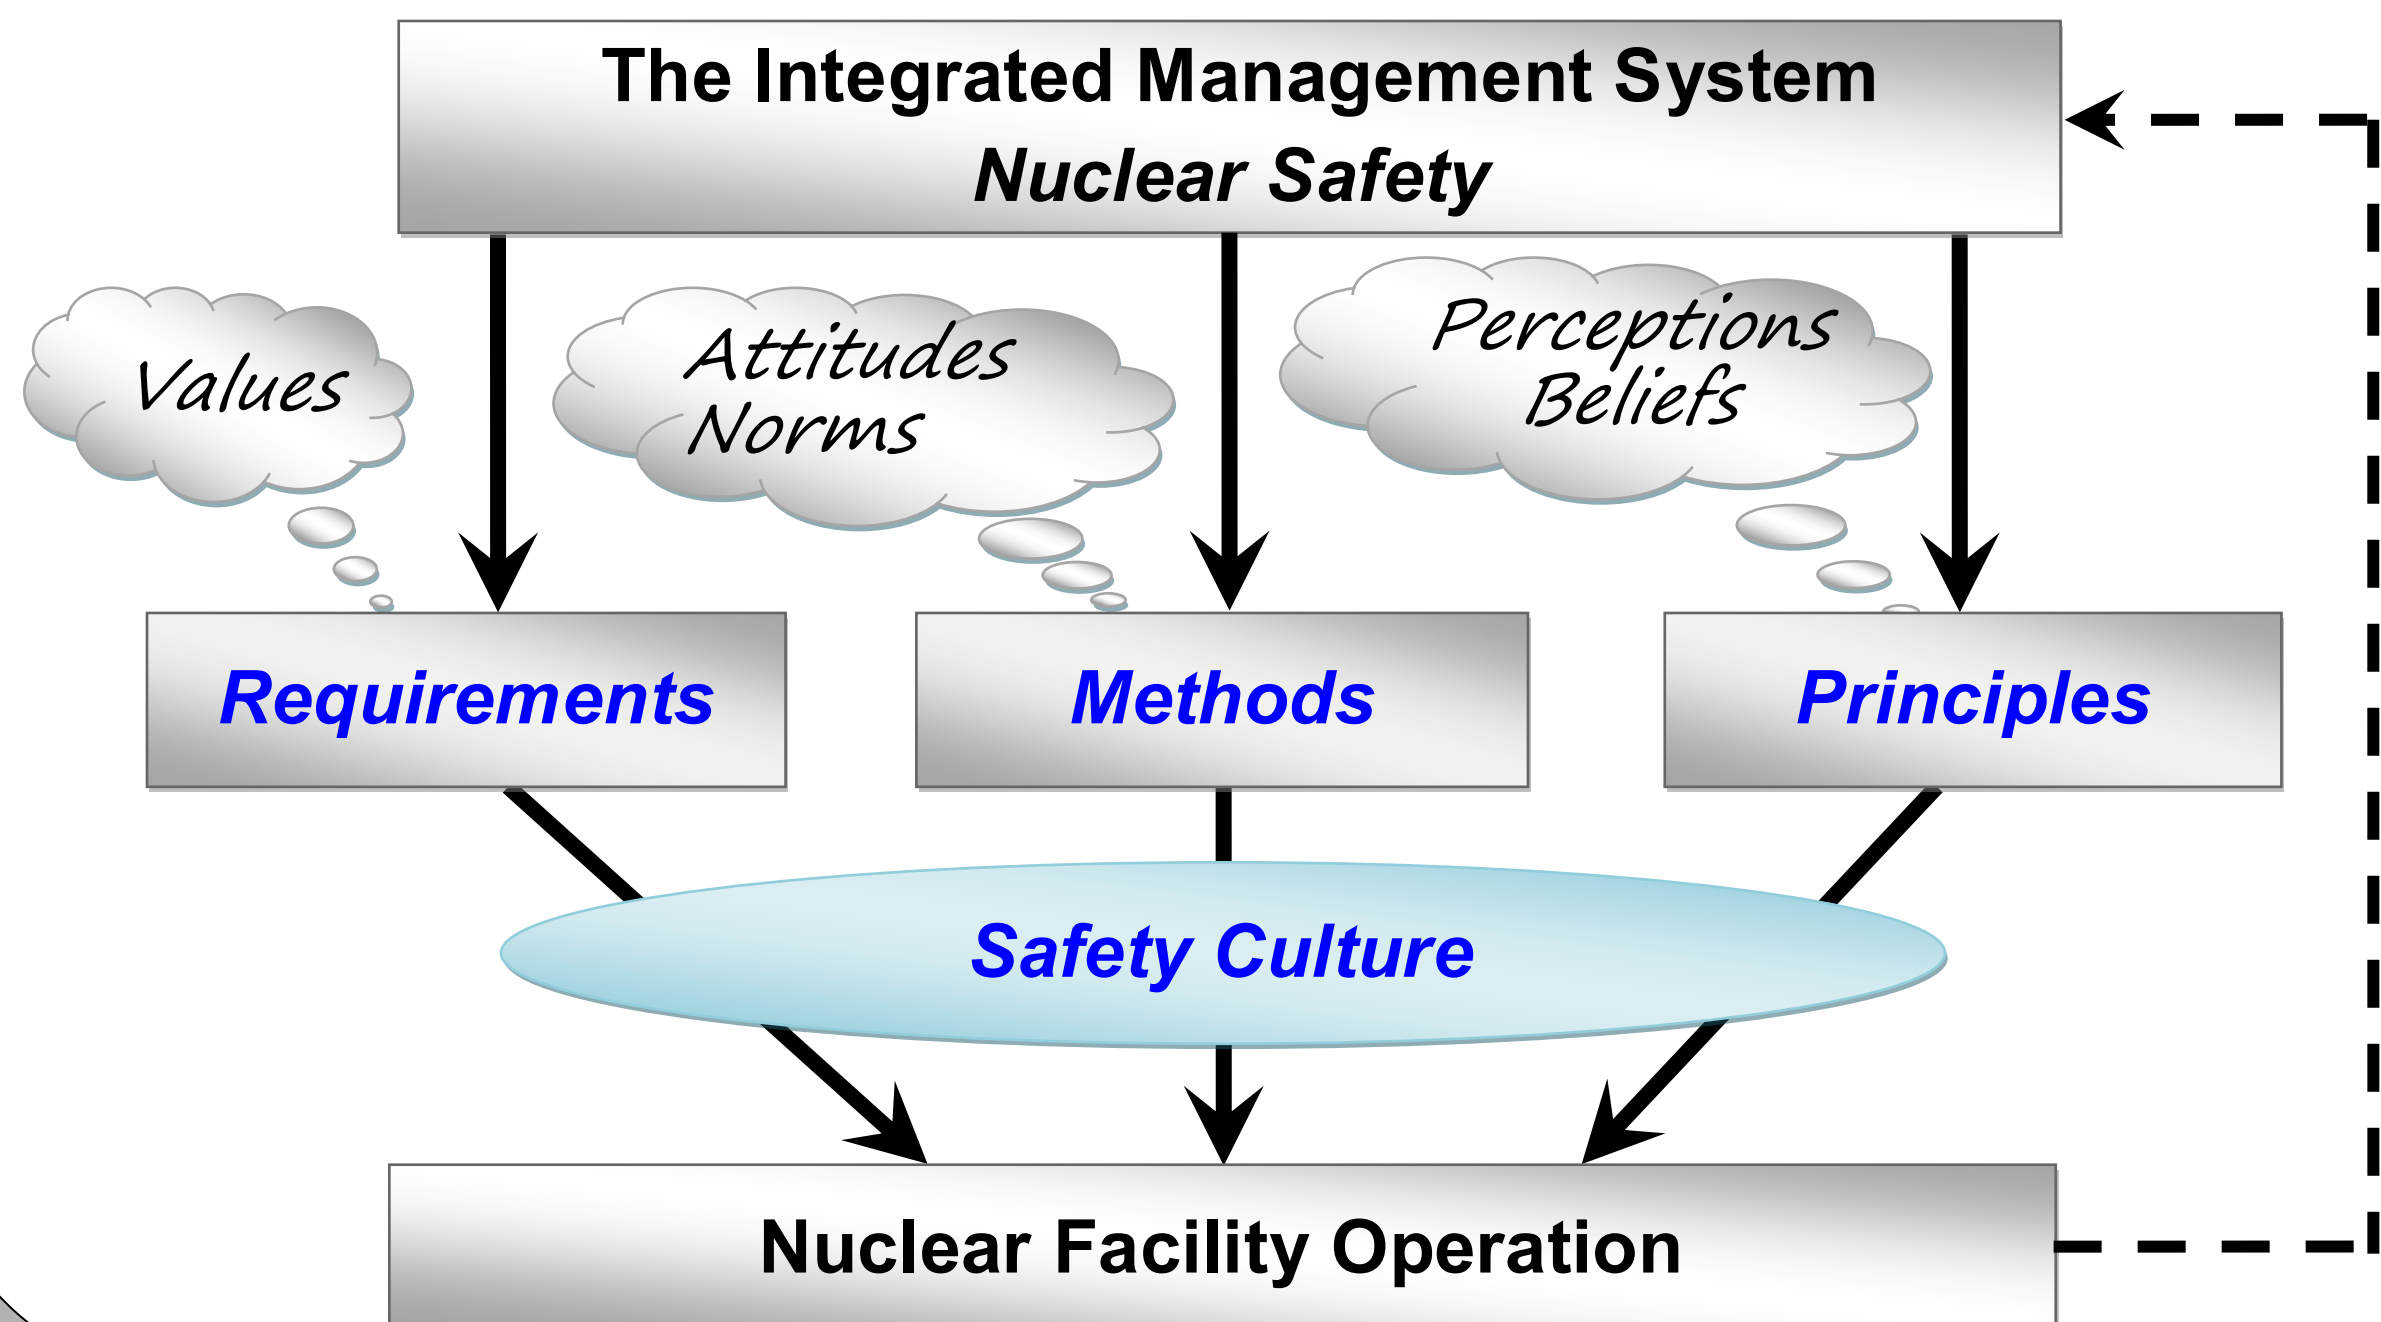 The Integrated Management System
Nuclear Safety
Values
Attitudes
Norms
Perceptions
Beliefs
Requirements
Methods
Principles
Safety Culture
Nuclear Facility Operation